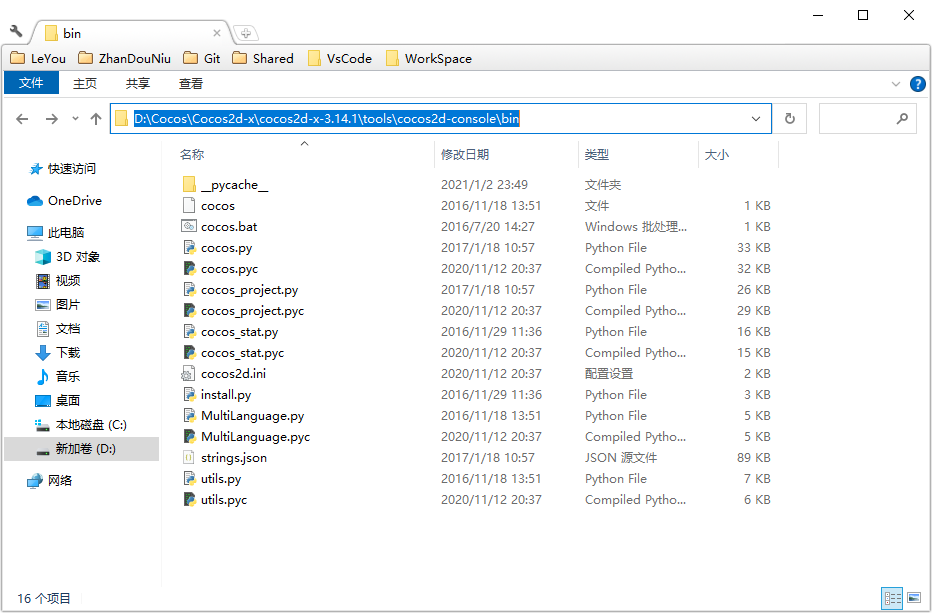 bin
LeYou ZhanDouNiu Git Shared VsCode WorkSpace
文件 主页 共享 查看 ?
D:\Cocos\Cocos2d-x\cocos2d-x-3.14.1\tools\cocos2d-console\bin
名称 修改日期 类型 大小
快速访问
OneDrive
此电脑
3D 对象
视频
图片
文档
下载
音乐
桌面
本地磁盘 (C:)
新加卷 (D:)
网络
__pycache__ 2021/1/2 23:49 文件夹
cocos 2016/11/18 13:51 文件 1 KB
cocos.bat 2016/7/20 14:27 Windows 批处理... 1 KB
cocos.py 2017/1/18 10:57 Python File 33 KB
cocos.pyc 2020/11/12 20:37 Compiled Pytho... 32 KB
cocos_project.py 2017/1/18 10:57 Python File 26 KB
cocos_project.pyc 2020/11/12 20:37 Compiled Pytho... 29 KB
cocos_stat.py 2016/11/29 11:36 Python File 16 KB
cocos_stat.pyc 2020/11/12 20:37 Compiled Pytho... 15 KB
cocos2d.ini 2020/11/12 20:37 配置设置 2 KB
install.py 2016/11/29 11:36 Python File 3 KB
MultiLanguage.py 2016/11/18 13:51 Python File 5 KB
MultiLanguage.pyc 2020/11/12 20:37 Compiled Pytho... 5 KB
strings.json 2017/1/18 10:57 JSON 源文件 89 KB
utils.py 2016/11/18 13:51 Python File 7 KB
utils.pyc 2020/11/12 20:37 Compiled Pytho... 6 KB
16 个项目